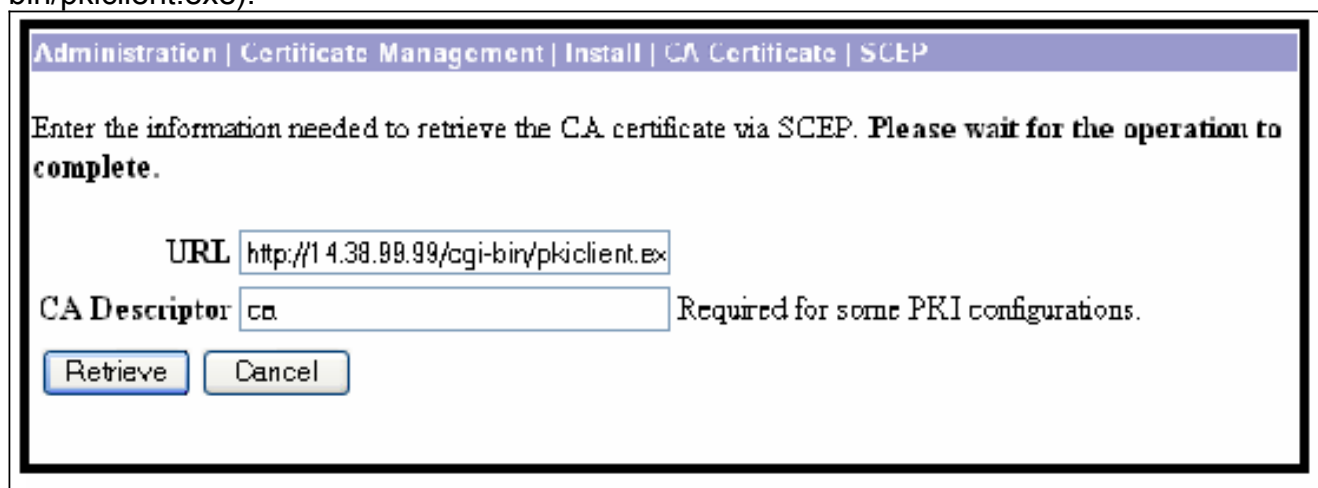 bin/pkiclient.exe).
Administration | Certificate Management | Install | CA Certificate | SCEP
Enter the information needed to retrieve the CA certificate via SCEP. Please wait for the operation to
complete.
URL http://14.38.99.99/cgi-bin/pkiclient.ex
CA Descriptor ca Required for some PKI configurations.
Retrieve Cancel